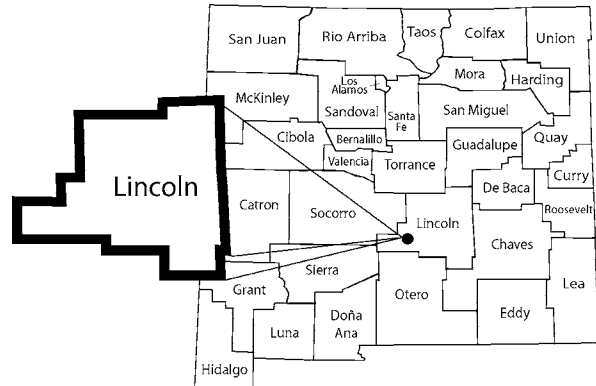 San Juan
Rio Arriba
Taos
Colfax
Union
Los
Alamos
Mora
Harding
McKinley
Sandoval
Santa
Fe
San Miguel
Cibola
Bernalillo
Quay
Valencia
Torrance
Guadalupe
Curry
Lincoln
Catron
Socorro
Lincoln
De Baca
Roosevelt
Chaves
Grant
Sierra
Otero
Lea
Luna
Doña
Ana
Eddy
Hidalgo